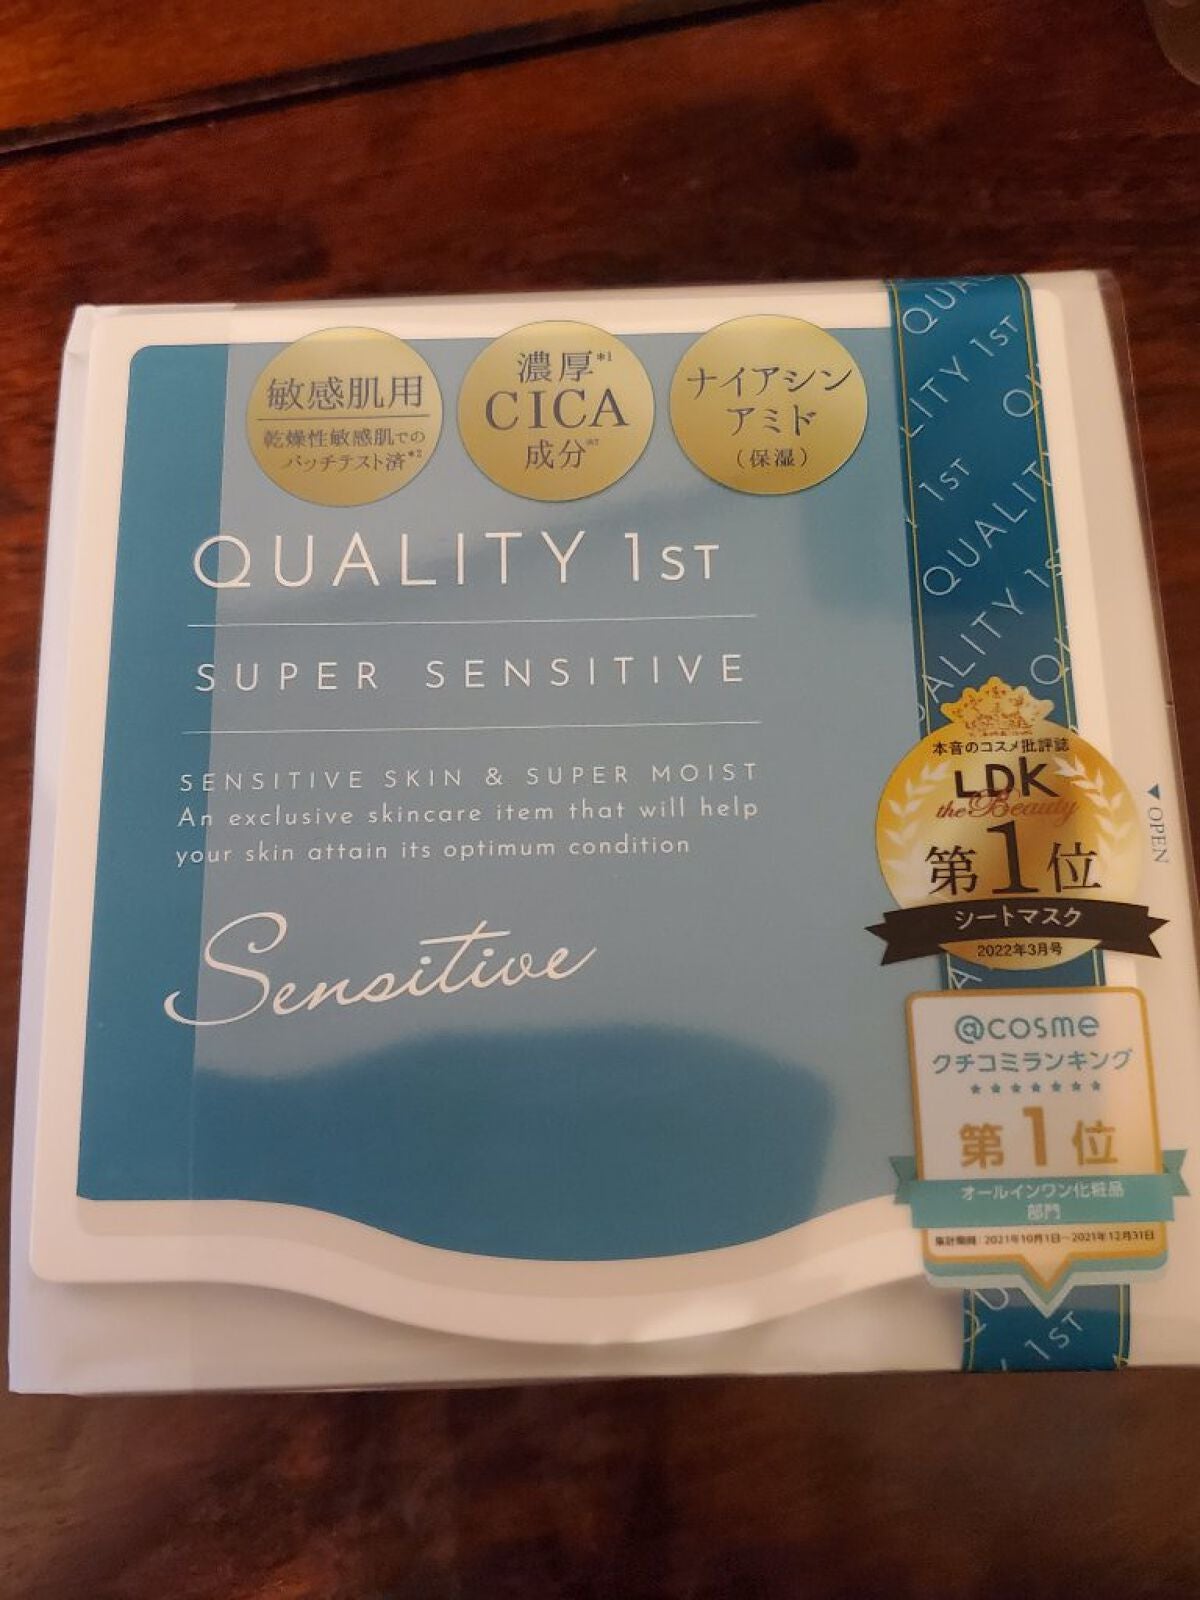 敏感肌用
乾燥性敏感肌での
パッチテスト済*2
濃厚*1
CICA
成分
ナイアシン
アミド
(保湿)
QUALITY 1ST
SUPER SENSITIVE
SENSITIVE SKIN & SUPER MOIST
An exclusive skincare item that will help
your skin attain its optimum condition
Sensitive
QUALITY 1ST
QUALITY 1ST
本音のコスメ批評誌
LDK
the Beauty
第1位
シートマスク
2022年3月号
▼OPEN
@cosme
クチコミランキング
★★★★★★★
第1位
オールインワン化粧品
部門
集計期間:2021年10月1日~2021年12月31日
1ST